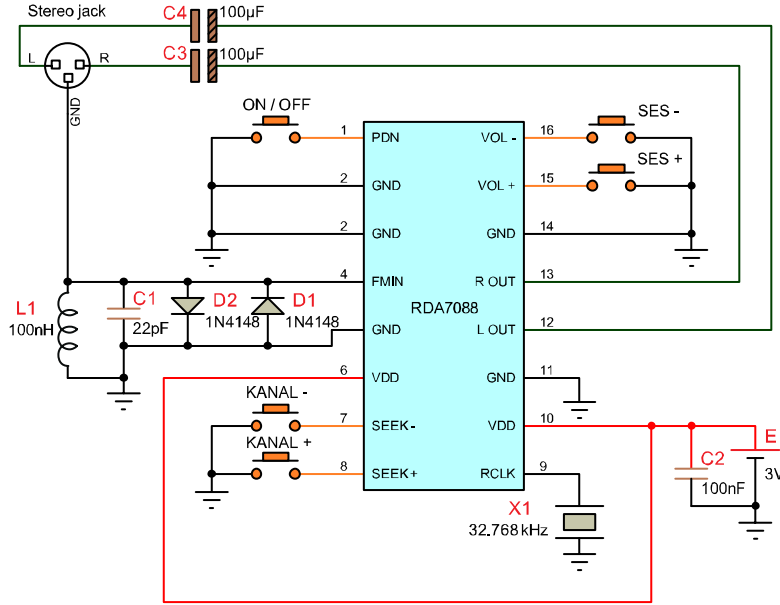 Stereo jack
C4
100µF
L
R
C3
100µF
GND
ON / OFF
SES -
1
PDN
VOL -
16
SES +
2
GND
VOL +
15
2
GND
GND
14
4
FMIN
R OUT
13
L1
100nH
C1
22pF
D2
1N4148
D1
1N4148
RDA7088
GND
L OUT
12
6
VDD
GND
11
KANAL -
7
SEEK-
VDD
10
KANAL +
8
SEEK+
RCLK
9
E
3V
C2
100nF
X1
32.768 kHz